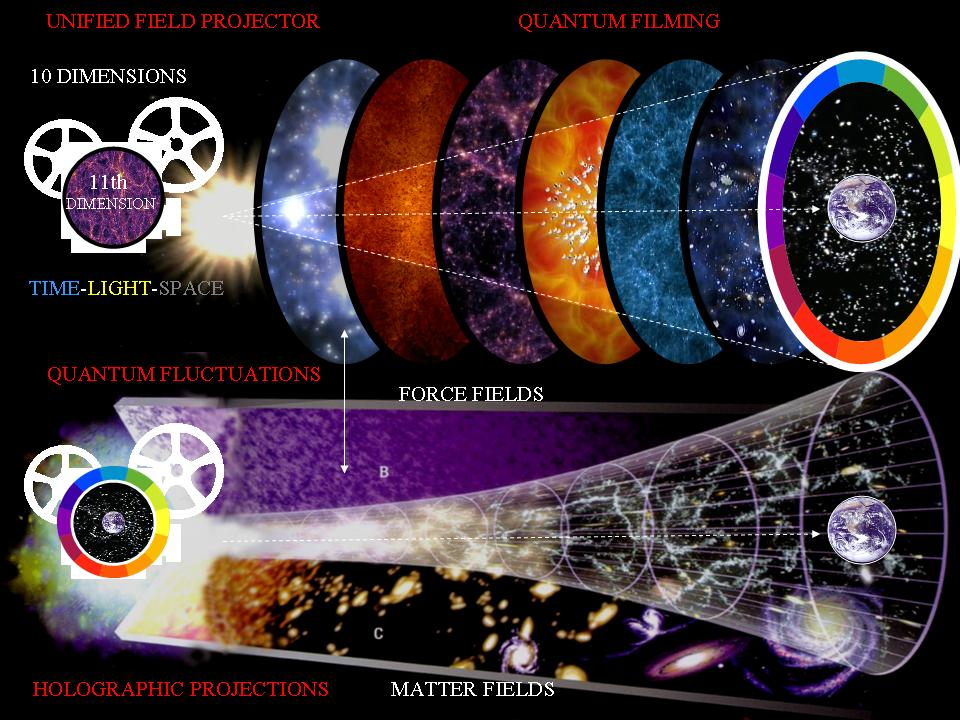 UNIFIED FIELD PROJECTOR
QUANTUM FILMING
10 DIMENSIONS
11th
DIMENSION
TIME-LIGHT-SPACE
QUANTUM FLUCTUATIONS
FORCE FIELDS
B
C
HOLOGRAPHIC PROJECTIONS
MATTER FIELDS